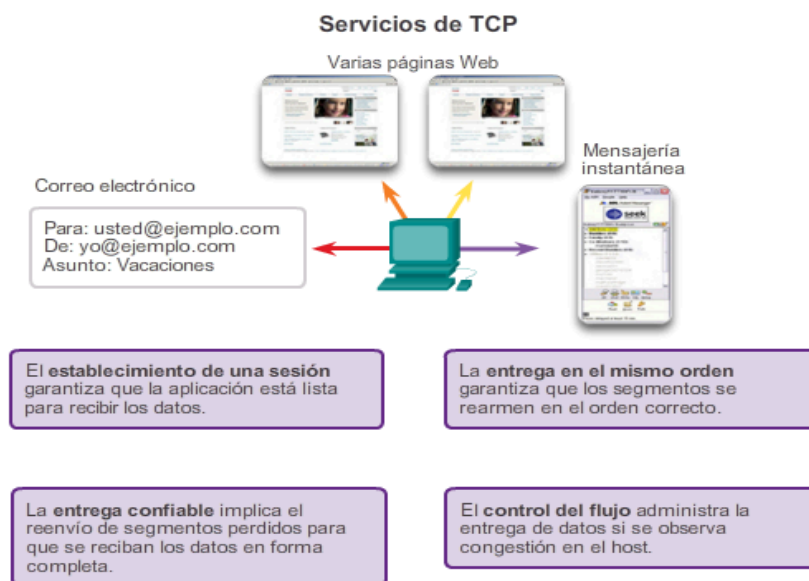 Servicios de TCP
Varias páginas Web
Mensajería
instantánea
Correo electrónico
Para: usted@ejemplo.com
De: yo@ejemplo.com
Asunto: Vacaciones
seek
El establecimiento de una sesión
garantiza que la aplicación está lista
para recibir los datos.
La entrega en el mismo orden
garantiza que los segmentos se
rearmen en el orden correcto.
La entrega confiable implica el
reenvío de segmentos perdidos para
que se reciban los datos en forma
completa.
El control del flujo administra la
entrega de datos si se observa
congestión en el host.